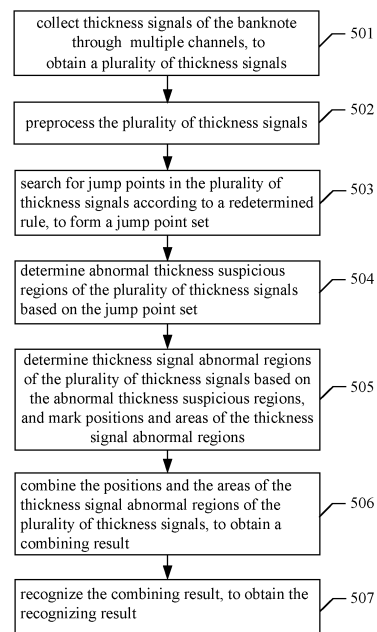 collect thickness signals of the banknote
through multiple channels, to
obtain a plurality of thickness signals
501
preprocess the plurality of thickness signals
502
search for jump points in the plurality of
thickness signals according to a redetermined
rule, to form a jump point set
503
determine abnormal thickness suspicious
regions of the plurality of thickness signals
based on the jump point set
504
determine thickness signal abnormal regions
of the plurality of thickness signals based on
the abnormal thickness suspicious regions,
and mark positions and areas of the thickness
signal abnormal regions
505
combine the positions and the areas of the
thickness signal abnormal regions of the
plurality of thickness signals, to obtain a
combining result
506
recognize the combining result, to obtain the
recognizing result
507